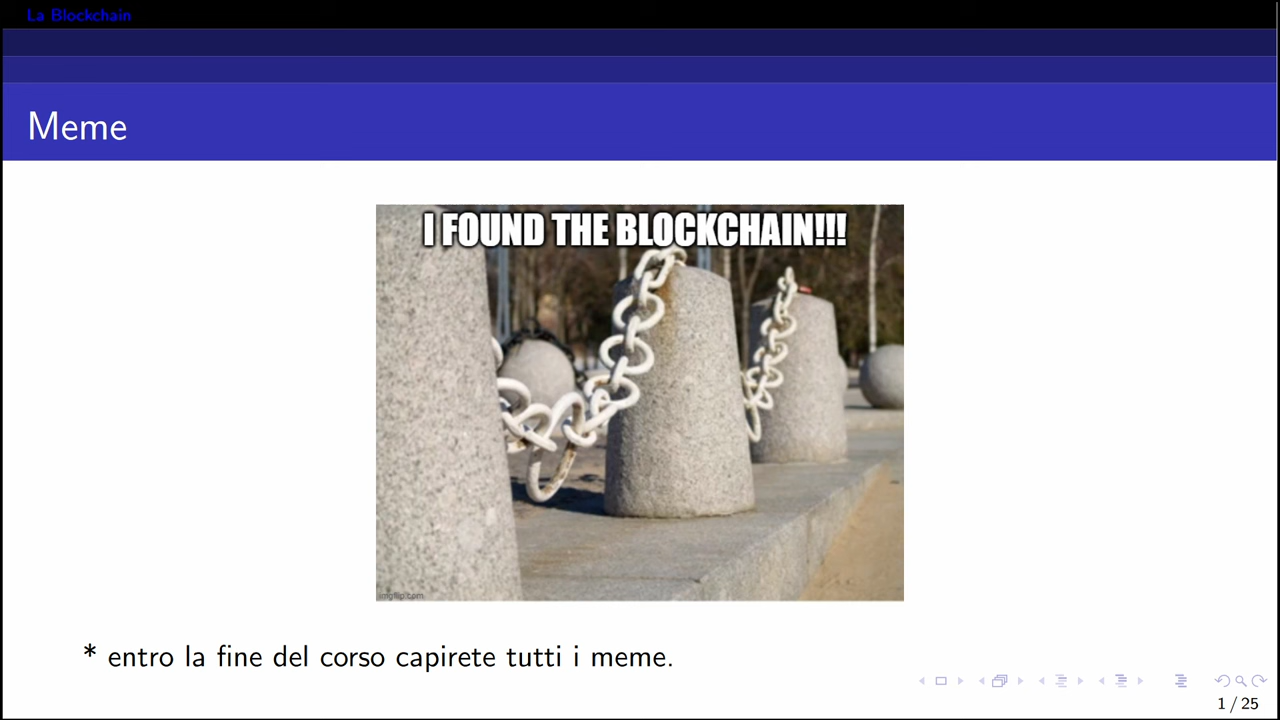 La Blockchain
Meme
I FOUND THE BLOCKCHAIN!!!
imgflip.com
* entro la fine del corso capirete tutti i meme.
1 / 25